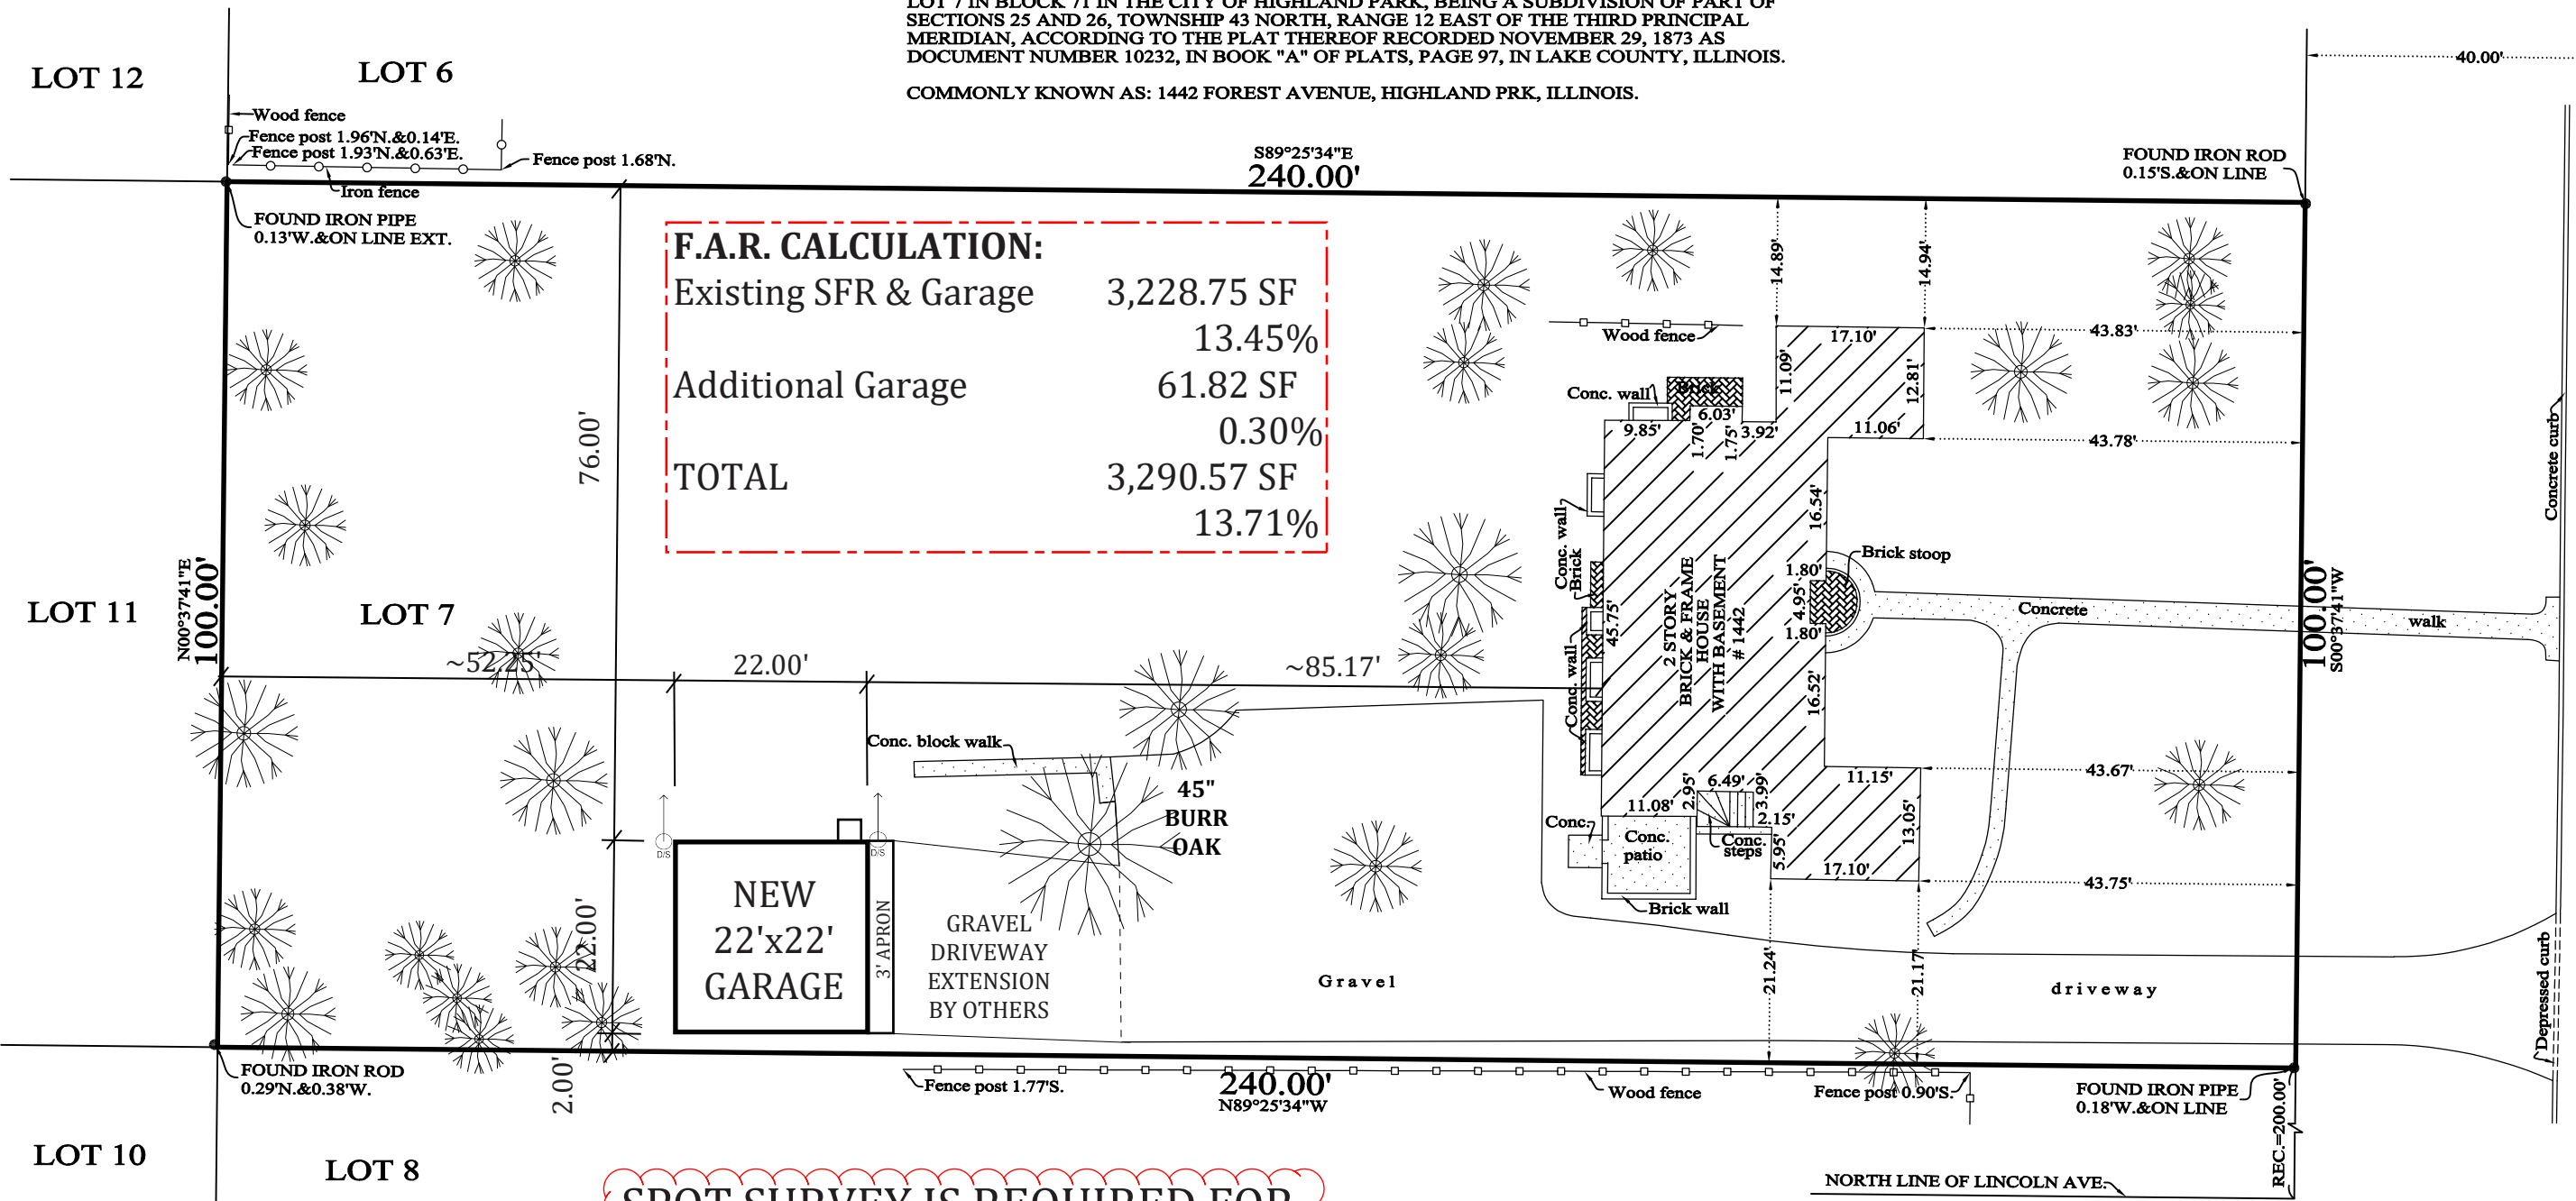 LOT 7 IN BLOCK 71 IN THE CITY OF HIGHLAND PARK, BEING A SUBDIVISION OF PART OF
SECTIONS 25 AND 26, TOWNSHIP 43 NORTH, RANGE 12 EAST OF THE THIRD PRINCIPAL
MERIDIAN, ACCORDING TO THE PLAT THEREOF RECORDED NOVEMBER 29, 1873 AS
DOCUMENT NUMBER 10232, IN BOOK "A" OF PLATS, PAGE 97, IN LAKE COUNTY, ILLINOIS.
COMMONLY KNOWN AS: 1442 FOREST AVENUE, HIGHLAND PRK, ILLINOIS.
LOT 12
LOT 6
40.00'
Wood fence
Fence post 1.96'N.&0.14'E.
Fence post 1.93'N.&0.63'E.
Fence post 1.68'N.
Iron fence
FOUND IRON PIPE
0.13'W.&ON LINE EXT.
S89°25'34"E
240.00'
FOUND IRON ROD
0.15'S.&ON LINE
F.A.R. CALCULATION:
Existing SFR & Garage 3,228.75 SF
13.45%
Additional Garage 61.82 SF
0.30%
TOTAL 3,290.57 SF
13.71%
76.00'
14.89'
14.94'
Wood fence
17.10'
43.83'
11.09'
12.81'
Conc. wall
Brick
6.03'
9.85'
1.70'
1.75'
3.92'
11.06'
43.78'
Concrete curb
16.54'
Conc. wall
Brick
Brick stoop
1.80'
4.95'
1.80'
45.75'
2 STORY
BRICK & FRAME
HOUSE
WITH BASEMENT
# 1442
Concrete
walk
100.00'
S00°37'41"W
N00°37'41"E
100.00'
LOT 11
LOT 7
~52.25'
22.00'
~85.17'
Conc. wall
16.52'
Conc. block walk
45"
BURR
OAK
11.08'
2.95'
6.49'
3.99'
2.15'
11.15'
43.67'
13.05'
Conc.
Conc.
patio
Conc.
steps
5.95'
17.10'
43.75'
Brick wall
D/S
D/S
NEW
22'x22'
GARAGE
3' APRON
22.00'
GRAVEL
DRIVEWAY
EXTENSION
BY OTHERS
Gravel
driveway
21.24'
21.17'
Depressed curb
2.00'
FOUND IRON ROD
0.29'N.&0.38'W.
Fence post 1.77'S.
240.00'
N89°25'34"W
Wood fence
Fence post 0.90'S.
FOUND IRON PIPE
0.18'W.&ON LINE
REC.=200.00'
LOT 10
LOT 8
SPOT SURVEY IS REQUIRED FOR
NORTH LINE OF LINCOLN AVE.